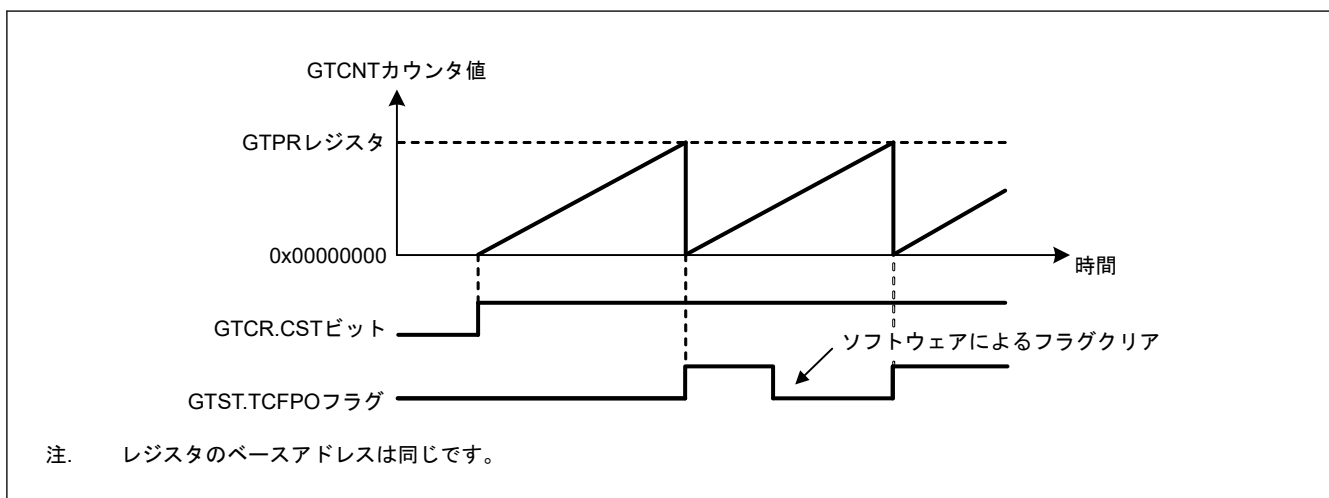 GTCNTカウンタ値
GTPRレジスタ
0x00000000
時間
GTCR.CSTビット
ソフトウェアによるフラグクリア
GTST.TCFPOフラグ
注. レジスタのベースアドレスは同じです。